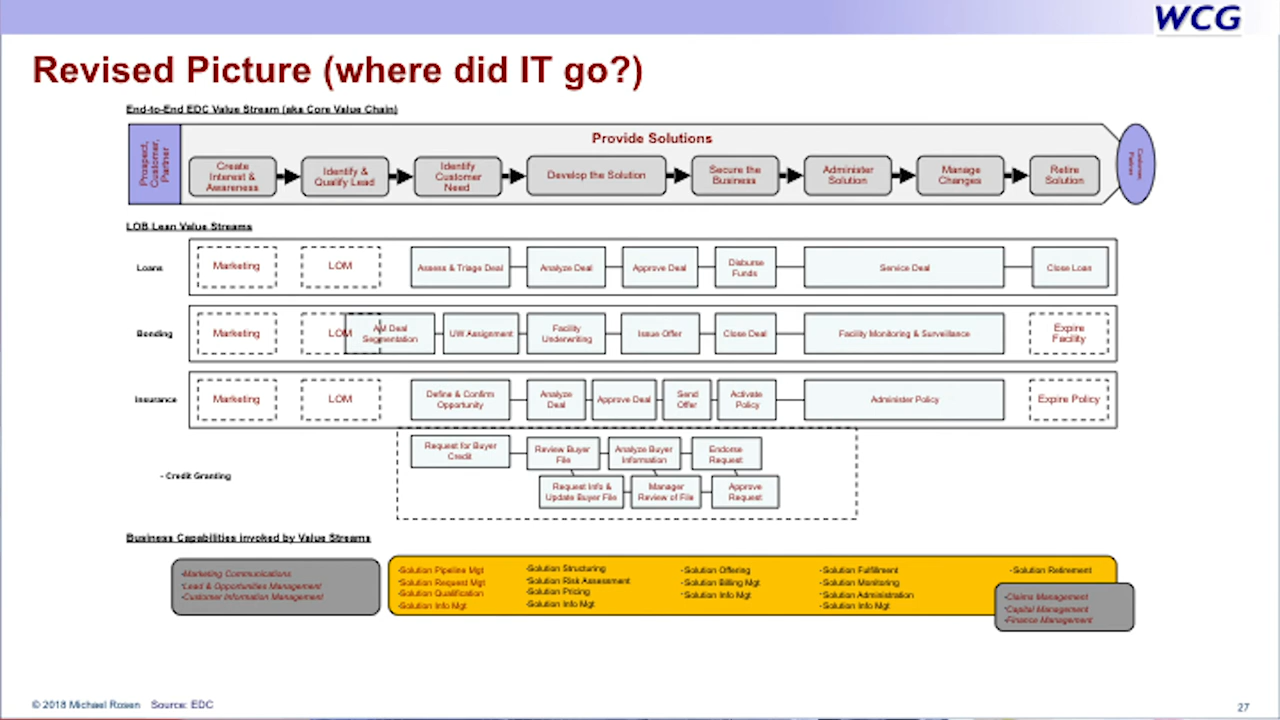 WCG
Revised Picture (where did IT go?)
End-to-End EDC Value Stream (aka Core Value Chain)
Prospect,
Customer,
Partner
Provide Solutions
Create
Interest &
Awareness
Identify &
Qualify Lead
Identify
Customer
Need
Develop the Solution
Secure the
Business
Administer
Solution
Manage
Changes
Retire
Solution
Customer,
Partner
LOB Lean Value Streams
Loans
Marketing
LOM
Assess & Triage Deal
Analyze Deal
Approve Deal
Disburse
Funds
Service Deal
Close Loan
Bonding
Marketing
LOM
AM Deal
Segmentation
UW Assignment
Facility
Underwriting
Issue Offer
Close Deal
Facility Monitoring & Surveillance
Expire
Facility
Insurance
Marketing
LOM
Define & Confirm
Opportunity
Analyze
Deal
Approve Deal
Send
Offer
Activate
Policy
Administer Policy
Expire Policy
- Credit Granting
Request for Buyer
Credit
Review Buyer
File
Analyze Buyer
Information
Endorse
Request
Request Info &
Update Buyer File
Manager
Review of File
Approve
Request
Business Capabilities invoked by Value Streams
•Marketing Communications
•Lead & Opportunities Management
•Customer Information Management
•Solution Pipeline Mgt
•Solution Request Mgt
•Solution Qualification
•Solution Info Mgt
•Solution Structuring
•Solution Risk Assessment
•Solution Pricing
•Solution Info Mgt
•Solution Offering
•Solution Billing Mgt
•Solution Info Mgt
•Solution Fulfillment
•Solution Monitoring
•Solution Administration
•Solution Info Mgt
•Solution Retirement
•Claims Management
•Capital Management
•Finance Management
© 2018 Michael Rosen Source: EDC
27